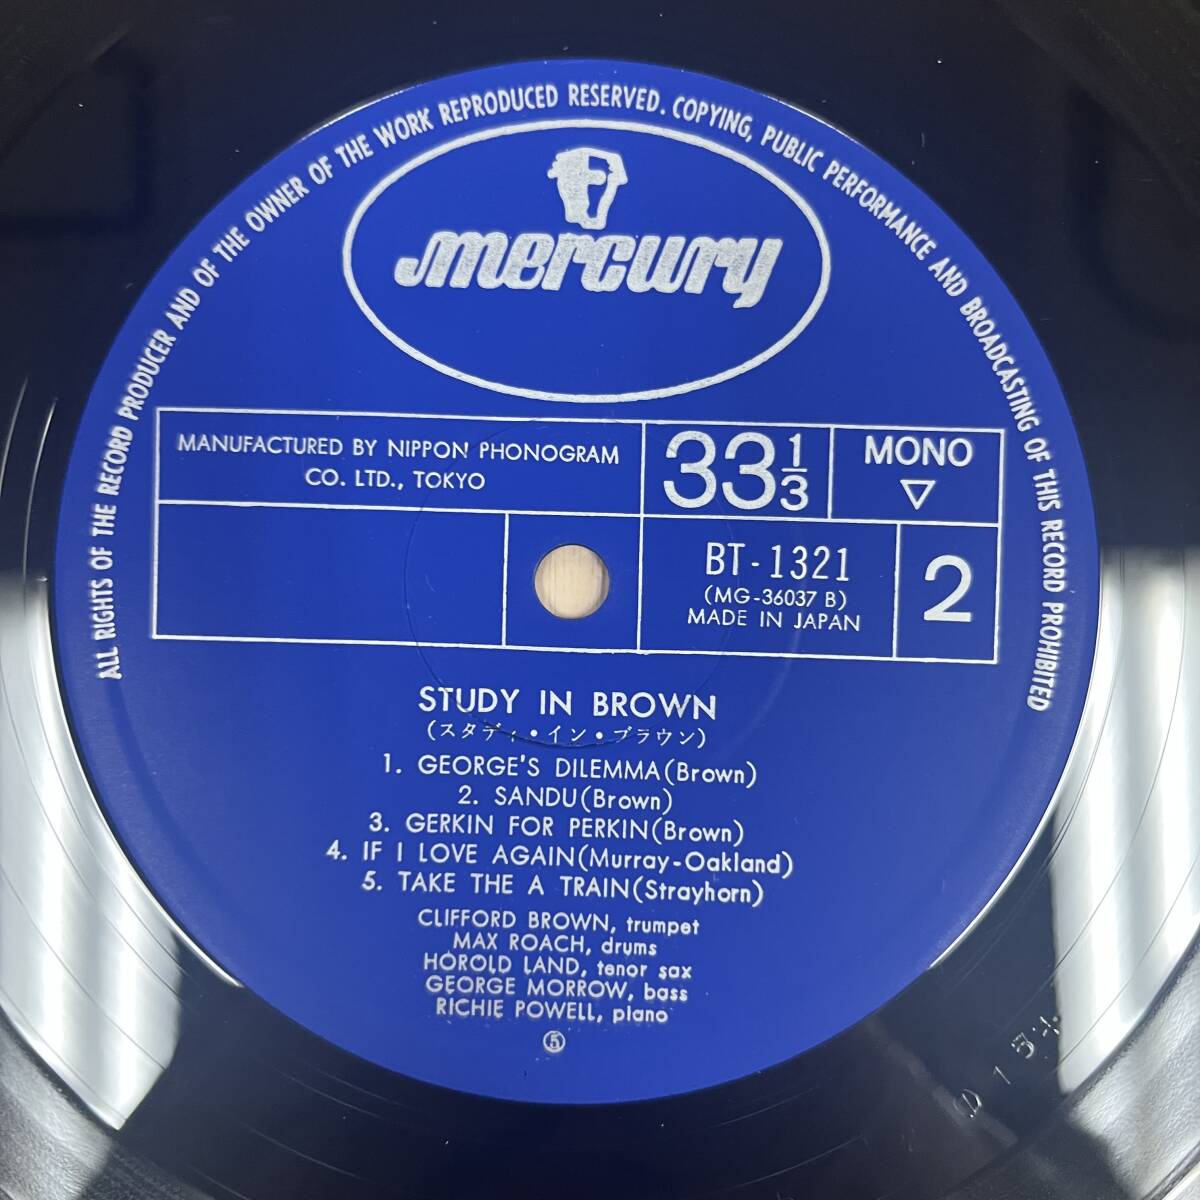 ALL RIGHTS OF THE RECORD PRODUCER AND OF THE OWNER OF THE WORK REPRODUCED RESERVED. COPYING, PUBLIC PERFORMANCE AND BROADCASTING OF THIS RECORD PROHIBITED
mercury
MANUFACTURED BY NIPPON PHONOGRAM
CO. LTD., TOKYO
33 1/3
MONO
▽
BT-1321
(MG-36037 B)
MADE IN JAPAN
2
STUDY IN BROWN
(スタディ・イン・ブラウン)
1. GEORGE'S DILEMMA(Brown)
2. SANDU(Brown)
3. GERKIN FOR PERKIN(Brown)
4. IF I LOVE AGAIN(Murray-Oakland)
5. TAKE THE A TRAIN(Strayhorn)
CLIFFORD BROWN, trumpet
MAX ROACH, drums
HOROLD LAND, tenor sax
GEORGE MORROW, bass
RICHIE POWELL, piano
⑤